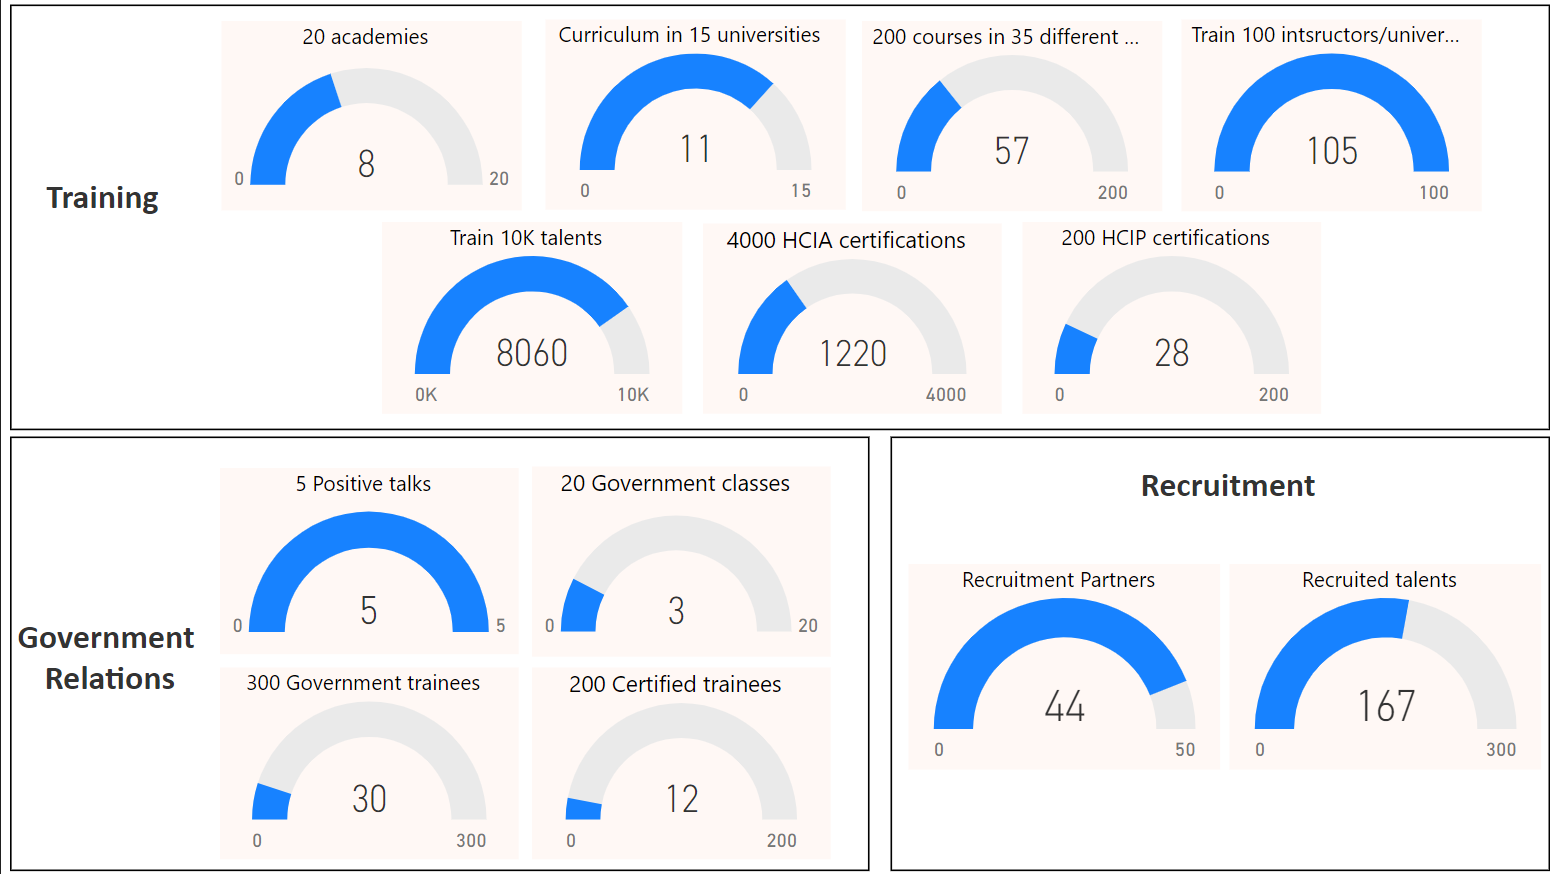 Training
20 academies
8
0
20
Curriculum in 15 universities
11
0
15
200 courses in 35 different ...
57
0
200
Train 100 intsructors/univer...
105
0
100
Train 10K talents
8060
0K
10K
4000 HCIA certifications
1220
0
4000
200 HCIP certifications
28
0
200
Government
Relations
5 Positive talks
5
0
5
20 Government classes
3
0
20
300 Government trainees
30
0
300
200 Certified trainees
12
0
200
Recruitment
Recruitment Partners
44
0
50
Recruited talents
167
0
300